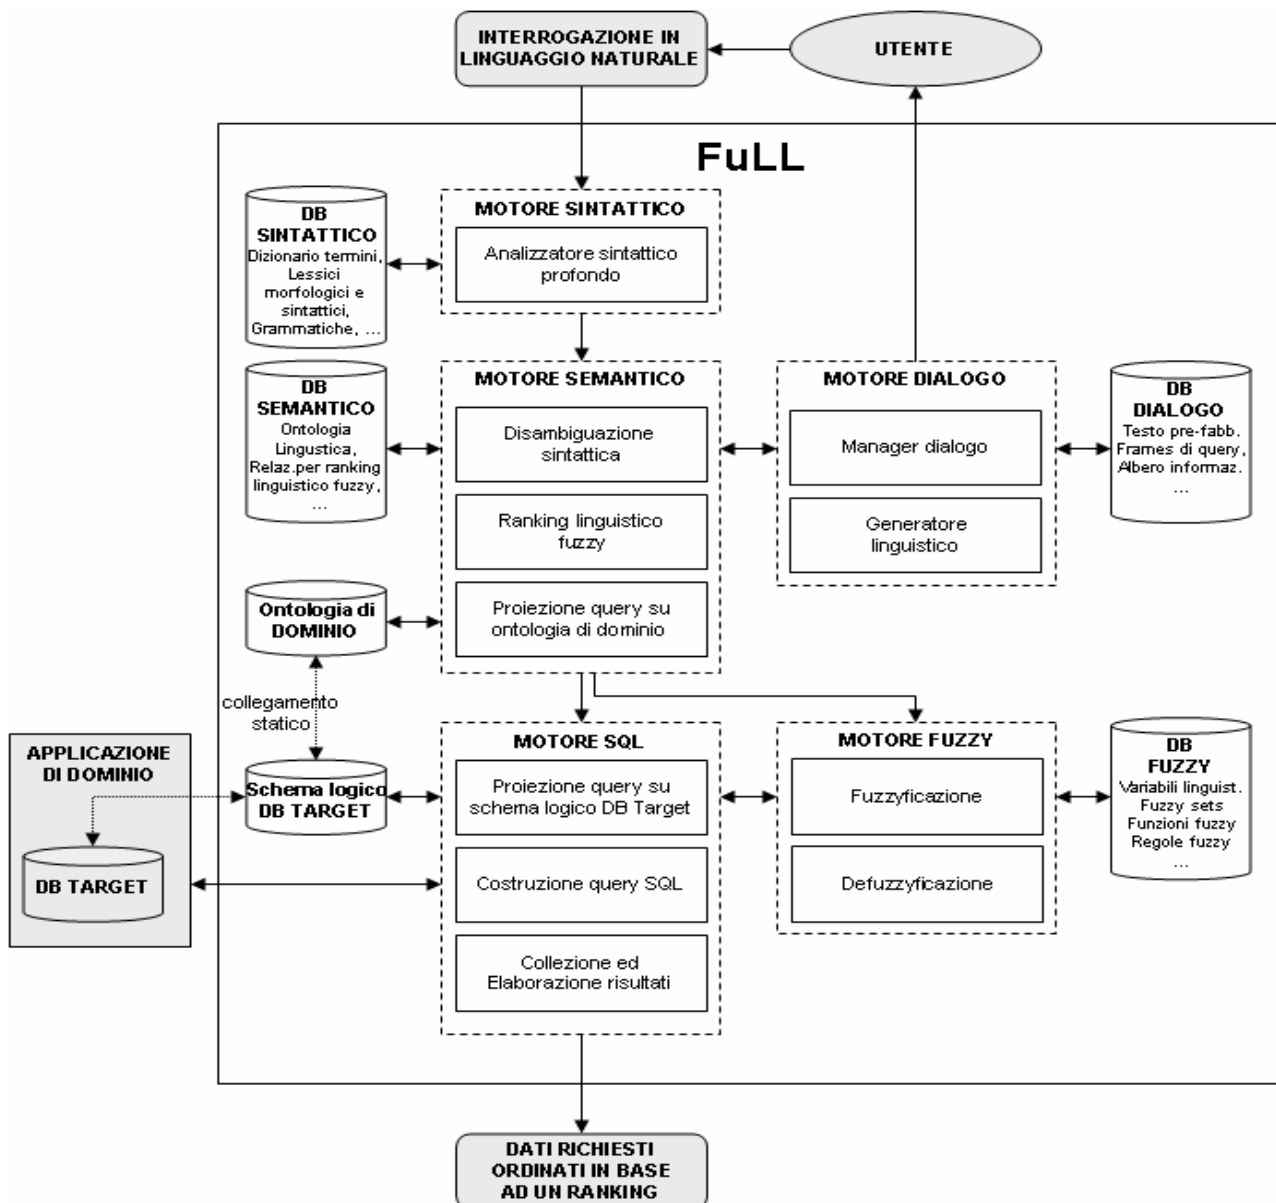 INTERROGAZIONE IN
LINGUAGGIO NATURALE
UTENTE
FuLL
DB
SINTATTICO
Dizionario termini,
Lessici
morfologici e
sintattici,
Grammatiche, ...
MOTORE SINTATTICO
Analizzatore sintattico
profondo
DB
SEMANTICO
Ontologia
Lingustica,
Relaz.per ranking
linguistico fuzzy,
...
MOTORE SEMANTICO
Disambiguazione
sintattica
Ranking linguistico
fuzzy
Proiezione query su
ontologia di dominio
MOTORE DIALOGO
Manager dialogo
Generatore
linguistico
DB
DIALOGO
Testo pre-fabb.
Frames di query,
Albero informaz.
...
Ontologia di
DOMINIO
collegamento
statico
APPLICAZIONE
DI DOMINIO
DB TARGET
Schema logico
DB TARGET
MOTORE SQL
Proiezione query su
schema logico DB Target
Costruzione query SQL
Collezione ed
Elaborazione risultati
MOTORE FUZZY
Fuzzyficazione
Defuzzyficazione
DB
FUZZY
Variabili linguist.
Fuzzy sets
Funzioni fuzzy
Regole fuzzy
...
DATI RICHIESTI
ORDINATI IN BASE
AD UN RANKING